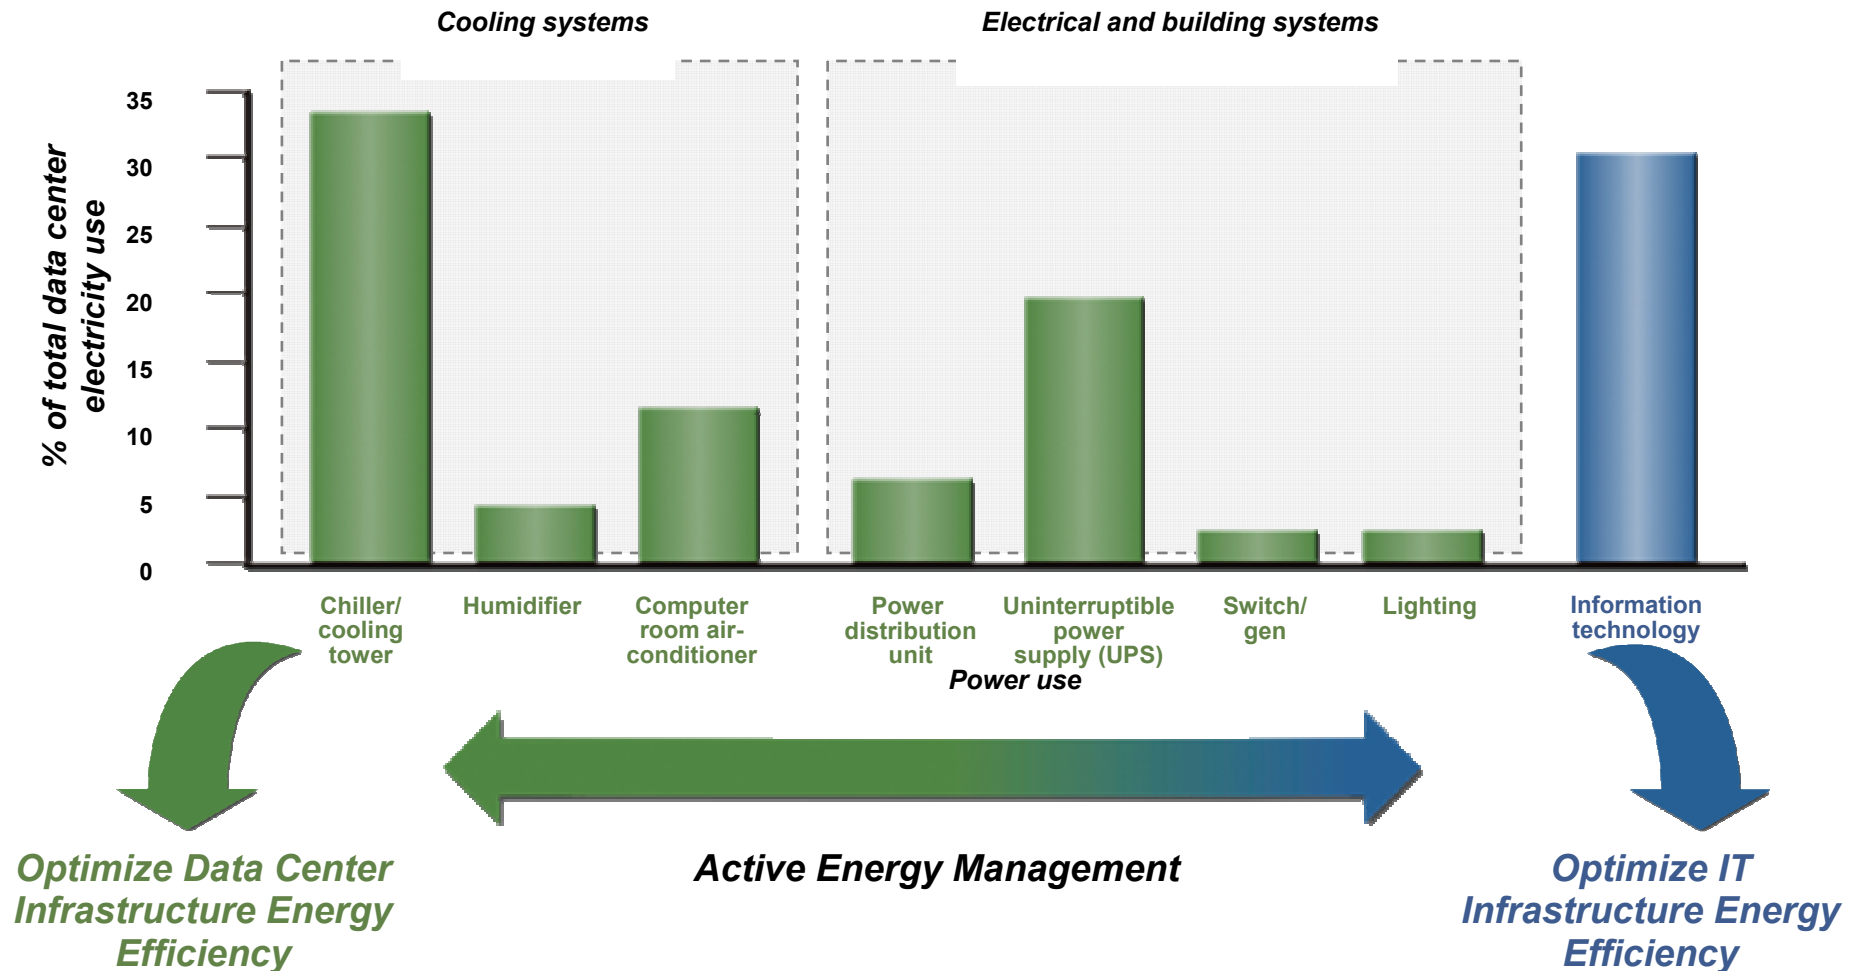 Cooling systems
Electrical and building systems
% of total data center
electricity use
35
30
25
20
15
10
5
0
Chiller/
cooling
tower
Humidifier
Computer
room air-
conditioner
Power
distribution
unit
Uninterruptible
power
supply (UPS)
Switch/
gen
Lighting
Information
technology
Power use
Optimize Data Center
Infrastructure Energy
Efficiency
Active Energy Management
Optimize IT
Infrastructure Energy
Efficiency